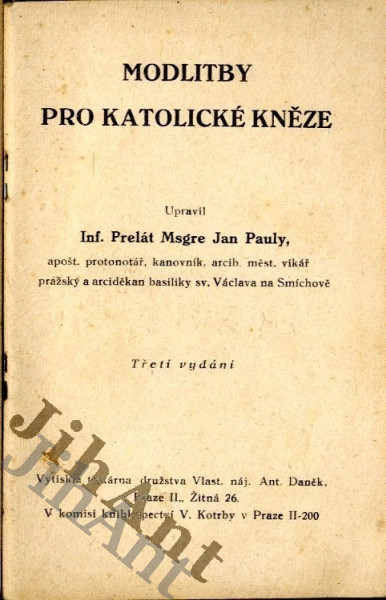 MODLITBY
PRO KATOLICKÉ KNĚZE
Upravil
Inf. Prelát Msgre Jan Pauly,
apošt. protonotář, kanovník, arcib. měst. vikář
pražský a arciděkan basiliky sv. Václava na Smíchově
Třetí vydání
Vytiskla tiskárna družstva Vlast. náj. Ant. Daněk,
Praze II., Žitná 26.
V komisi knihkupectví V. Kotrby v Praze II-200
JihAnt